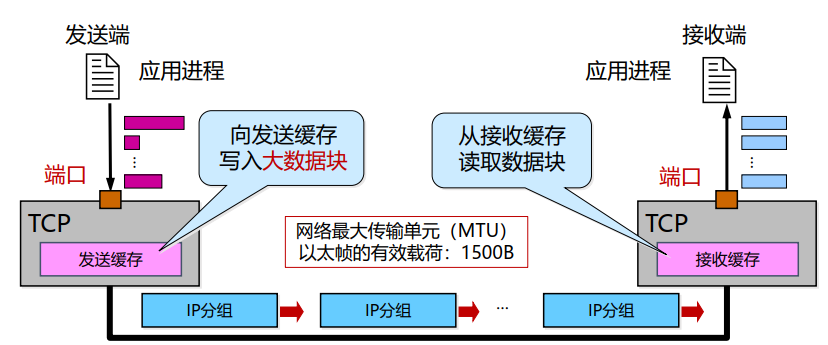 发送端
接收端
应用进程
应用进程
向发送缓存
写入大数据块
从接收缓存
读取数据块
⋮
⋮
端口
端口
TCP
TCP
网络最大传输单元（MTU）
以太帧的有效载荷：1500B
发送缓存
接收缓存
IP分组
IP分组
…
IP分组